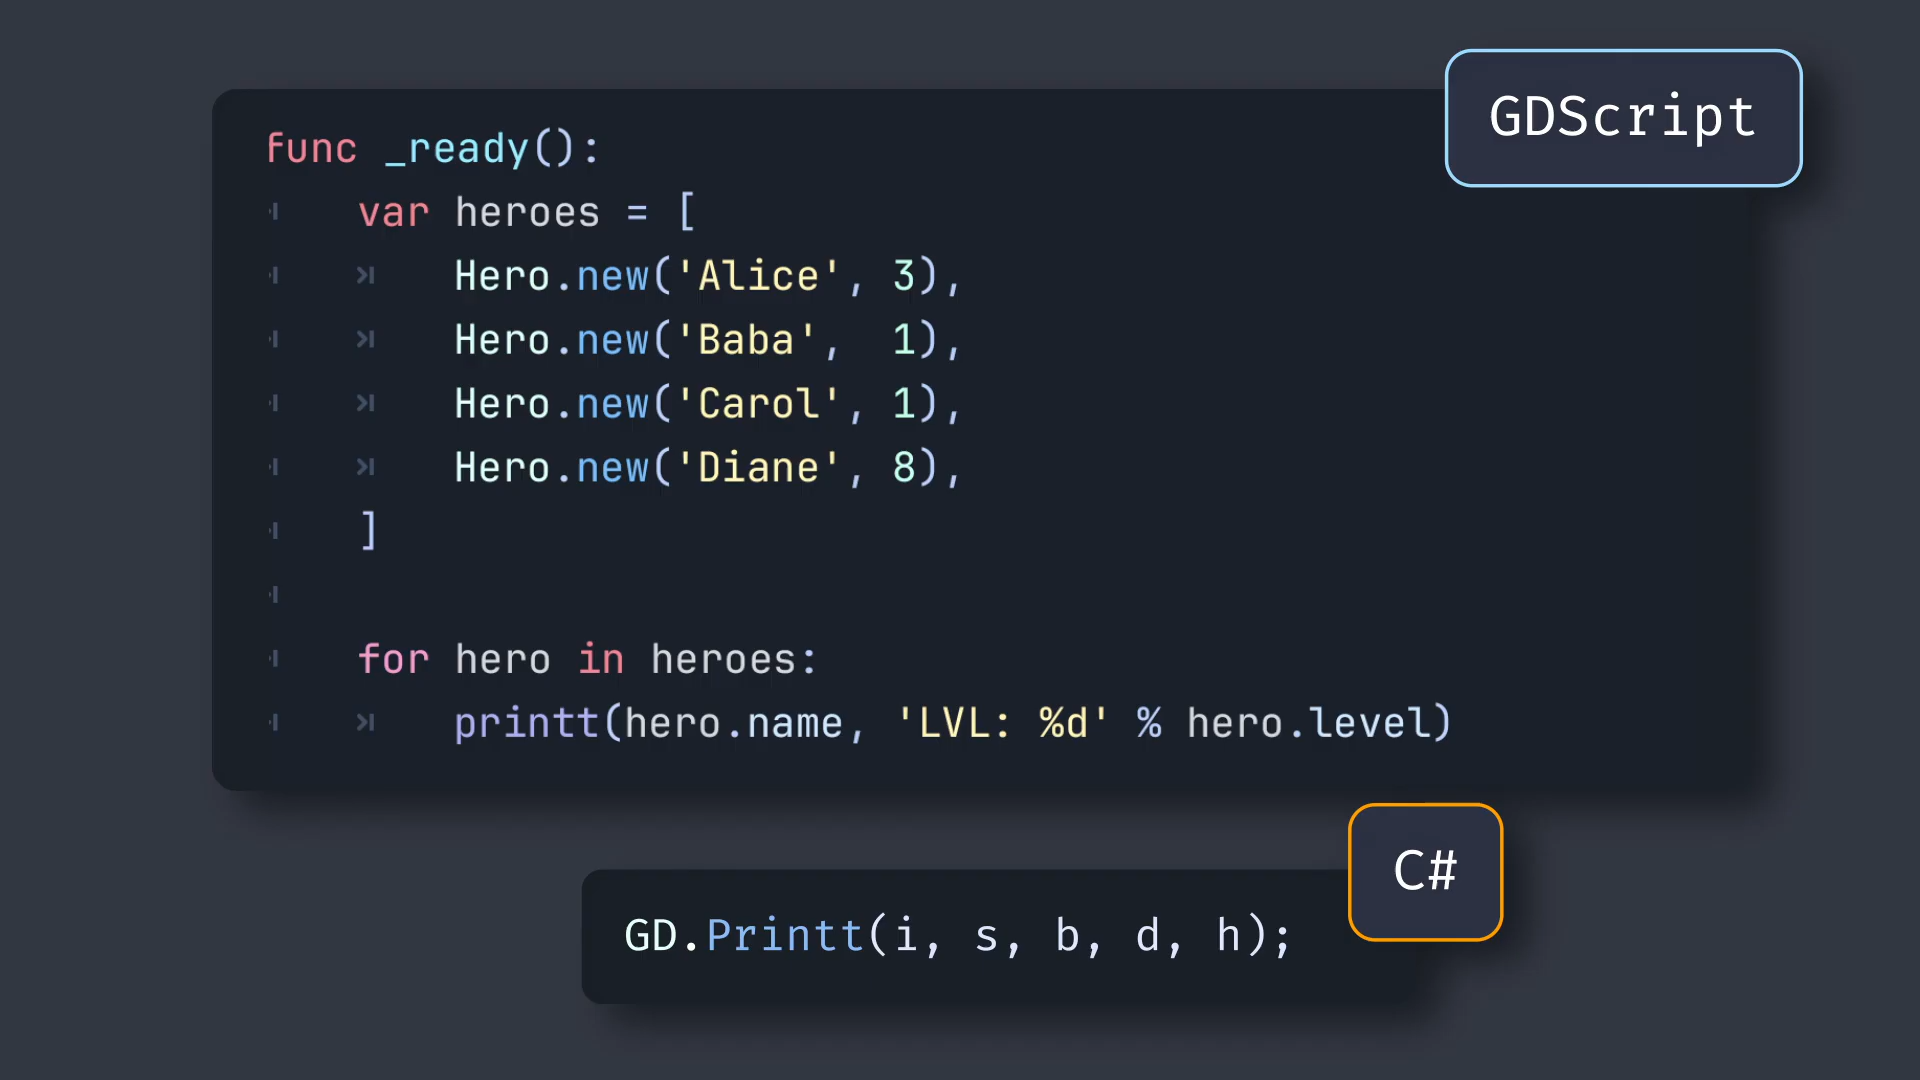 GDScript
func _ready():
    var heroes = [
        Hero.new('Alice', 3),
        Hero.new('Baba',  1),
        Hero.new('Carol', 1),
        Hero.new('Diane', 8),
    ]

    for hero in heroes:
        printt(hero.name, 'LVL: %d' % hero.level)
C#
GD.Printt(i, s, b, d, h);